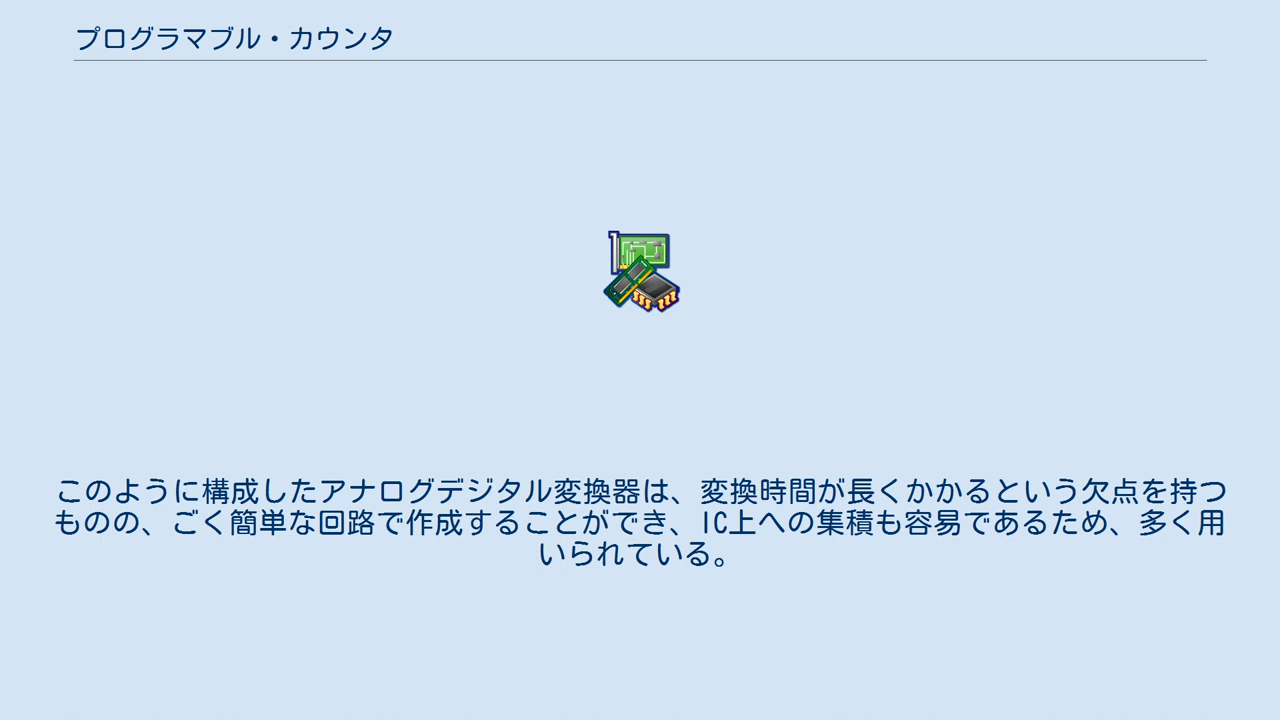 プログラマブル・カウンタ
このように構成したアナログデジタル変換器は、変換時間が長くかかるという欠点を持つ
ものの、ごく簡単な回路で作成することができ、IC上への集積も容易であるため、多く用
いられている。